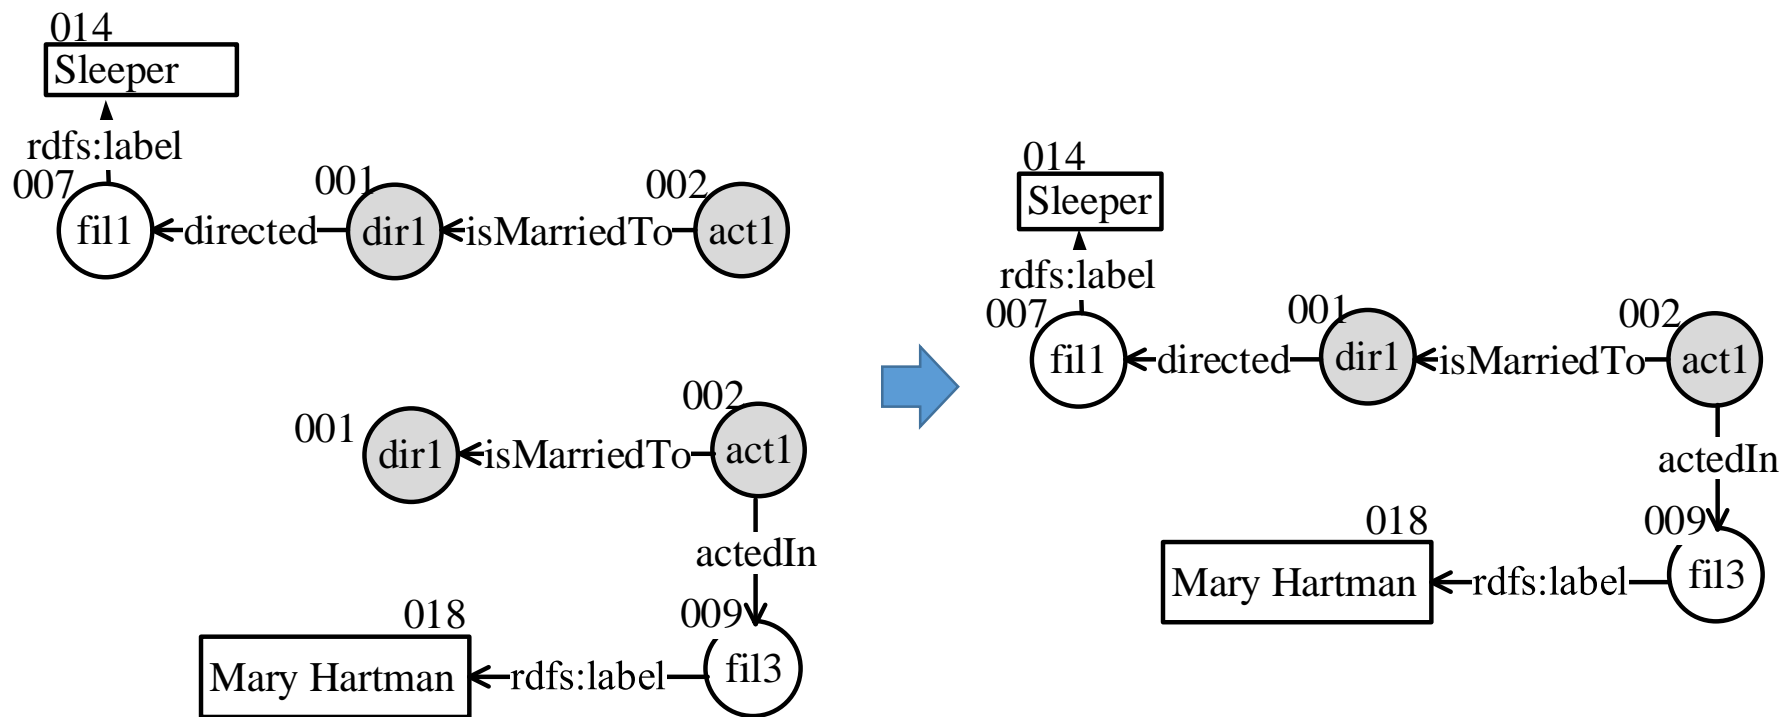 014
Sleeper
rdfs:label
007
001
002
fil1
directed
dir1
isMarriedTo
act1
001
002
dir1
isMarriedTo
act1
actedIn
018
009
Mary Hartman
rdfs:label
fil3
014
Sleeper
rdfs:label
007
001
002
fil1
directed
dir1
isMarriedTo
act1
actedIn
018
009
Mary Hartman
rdfs:label
fil3